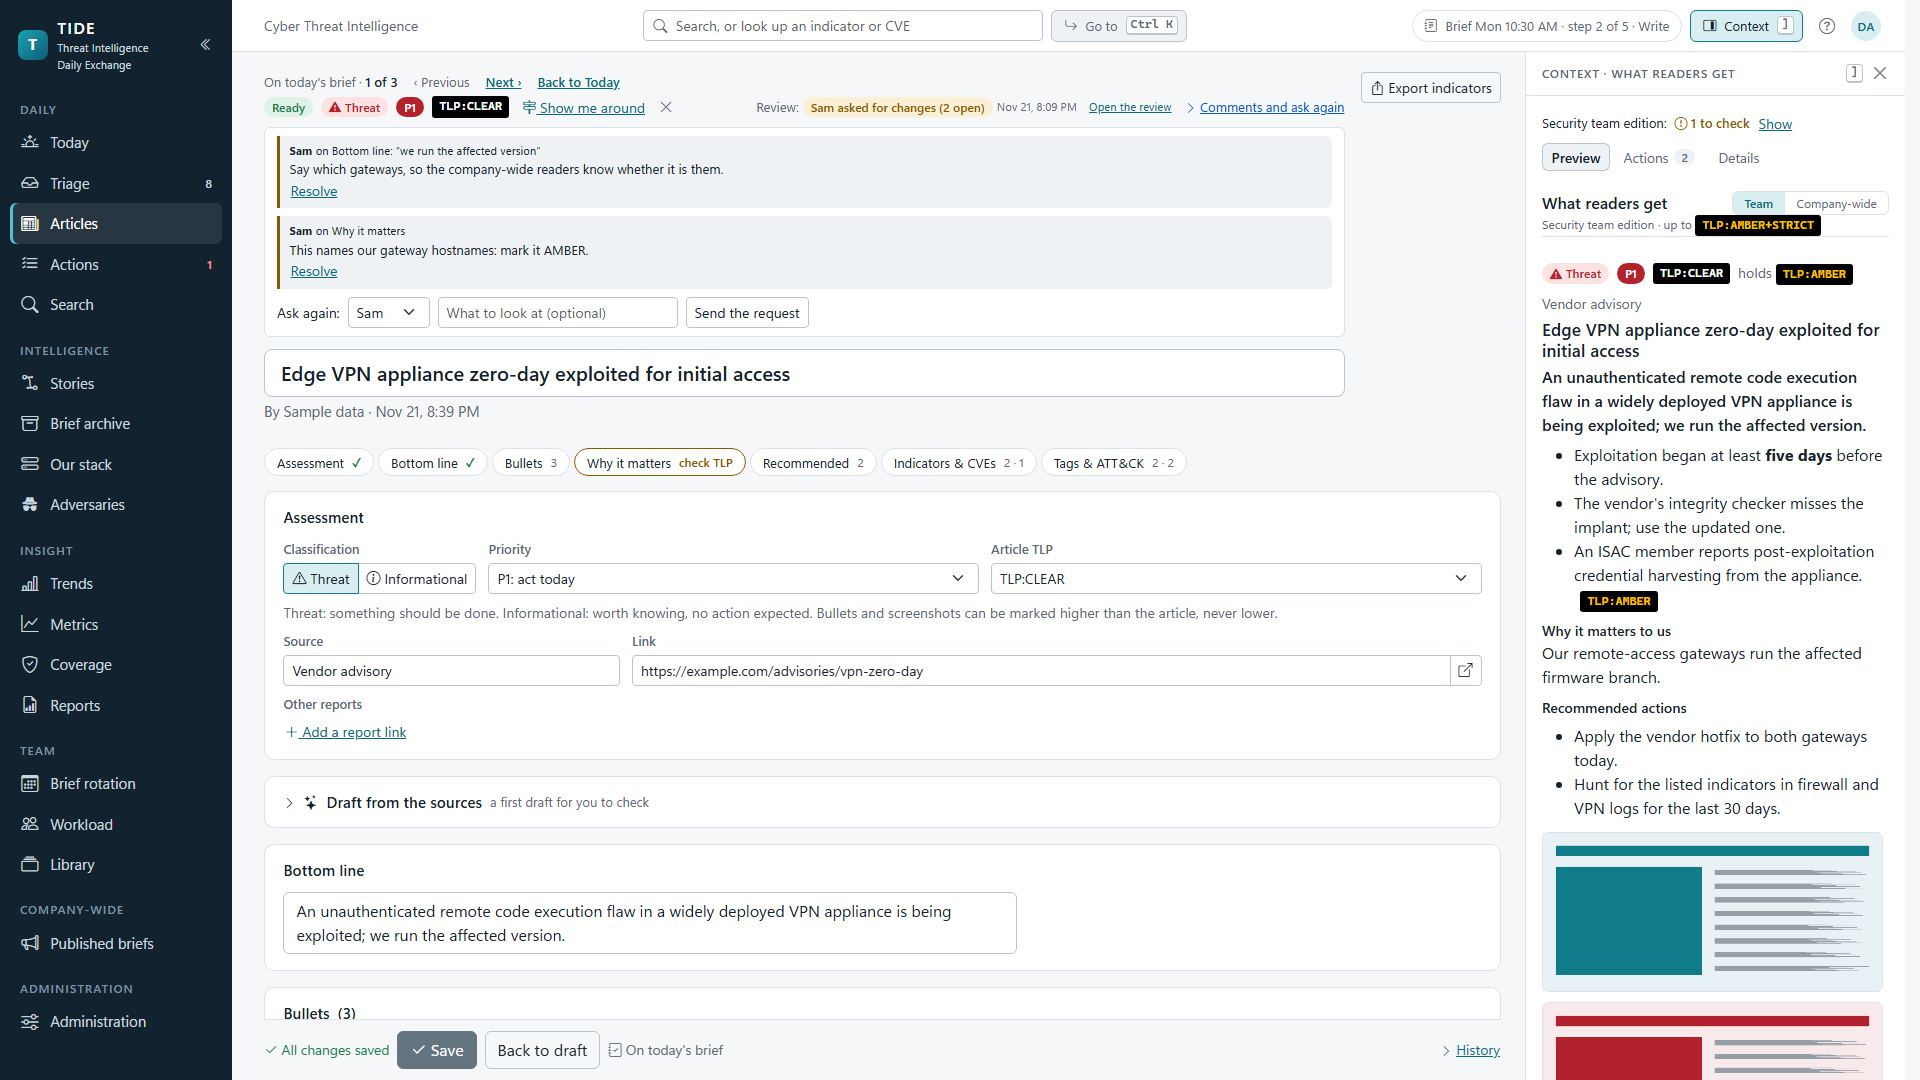 T
TIDE
Threat Intelligence
Daily Exchange
DAILY
Today
Triage 8
Articles
Actions 1
Search
INTELLIGENCE
Stories
Brief archive
Our stack
Adversaries
INSIGHT
Trends
Metrics
Coverage
Reports
TEAM
Brief rotation
Workload
Library
COMPANY-WIDE
Published briefs
ADMINISTRATION
Administration
Cyber Threat Intelligence
Search, or look up an indicator or CVE
Go to Ctrl K
Brief Mon 10:30 AM · step 2 of 5 · Write
Context ]
DA
On today's brief · 1 of 3 ‹ Previous Next › Back to Today
Export indicators
Ready Threat P1 TLP:CLEAR Show me around
Review: Sam asked for changes (2 open) Nov 21, 8:09 PM Open the review Comments and ask again
Sam on Bottom line: “we run the affected version”
Say which gateways, so the company-wide readers know whether it is them.
Resolve
Sam on Why it matters
This names our gateway hostnames: mark it AMBER.
Resolve
Ask again: Sam What to look at (optional) Send the request
Edge VPN appliance zero-day exploited for initial access
By Sample data · Nov 21, 8:39 PM
Assessment ✓ Bottom line ✓ Bullets 3 Why it matters check TLP Recommended 2 Indicators & CVEs 2 · 1 Tags & ATT&CK 2 · 2
Assessment
Classification Priority Article TLP
Threat Informational P1: act today TLP:CLEAR
Threat: something should be done. Informational: worth knowing, no action expected. Bullets and screenshots can be marked higher than the article, never lower.
Source Link
Vendor advisory https://example.com/advisories/vpn-zero-day
Other reports
+ Add a report link
Draft from the sources a first draft for you to check
Bottom line
An unauthenticated remote code execution flaw in a widely deployed VPN appliance is being
exploited; we run the affected version.
Bullets (3)
✓ All changes saved ✓ Save Back to draft On today's brief History
CONTEXT · WHAT READERS GET ]
Security team edition: 1 to check Show
Preview Actions 2 Details
What readers get Team Company-wide
Security team edition · up to TLP:AMBER+STRICT
Threat P1 TLP:CLEAR holds TLP:AMBER
Vendor advisory
Edge VPN appliance zero-day exploited for
initial access
An unauthenticated remote code execution
flaw in a widely deployed VPN appliance is
being exploited; we run the affected version.
• Exploitation began at least five days before
the advisory.
• The vendor's integrity checker misses the
implant; use the updated one.
• An ISAC member reports post-exploitation
credential harvesting from the appliance.
TLP:AMBER
Why it matters to us
Our remote-access gateways run the affected
firmware branch.
Recommended actions
• Apply the vendor hotfix to both gateways
today.
• Hunt for the listed indicators in firewall and
VPN logs for the last 30 days.